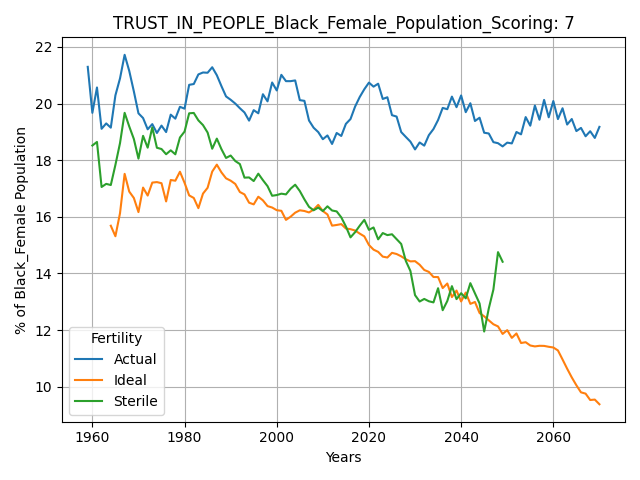 TRUST_IN_PEOPLE_Black_Female_Population_Scoring: 7
% of Black_Female Population
22
20
18
16
14
12
10
Fertility
Actual
Ideal
Sterile
1960
1980
2000
2020
2040
2060
Years